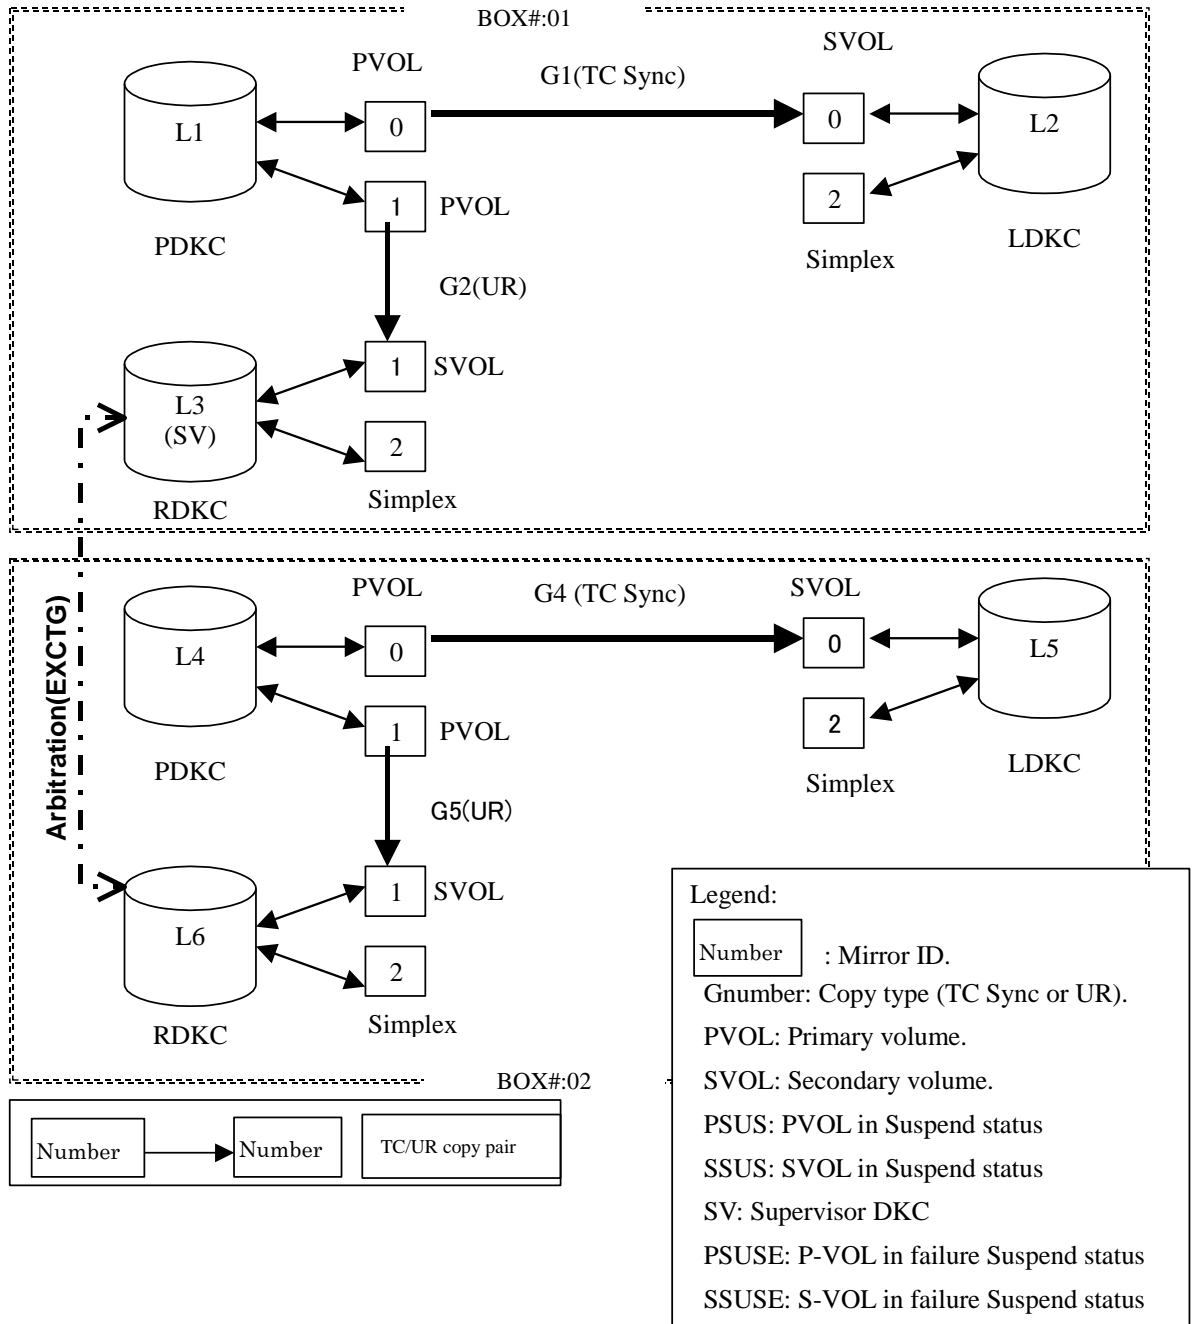 BOX#:01
PVOL
G1(TC Sync)
SVOL
L1
0
0
L2
1
PVOL
2
PDKC
Simplex
LDKC
G2(UR)
1
SVOL
L3
(SV)
2
RDKC
Simplex
Arbitration(EXCTG)
PVOL
G4 (TC Sync)
SVOL
L4
0
0
L5
1
PVOL
2
PDKC
Simplex
LDKC
G5(UR)
1
SVOL
L6
2
RDKC
Simplex
BOX#:02
Number
Number
TC/UR copy pair
Legend:
Number : Mirror ID.
Gnumber: Copy type (TC Sync or UR).
PVOL: Primary volume.
SVOL: Secondary volume.
PSUS: PVOL in Suspend status
SSUS: SVOL in Suspend status
SV: Supervisor DKC
PSUSE: P-VOL in failure Suspend status
SSUSE: S-VOL in failure Suspend status